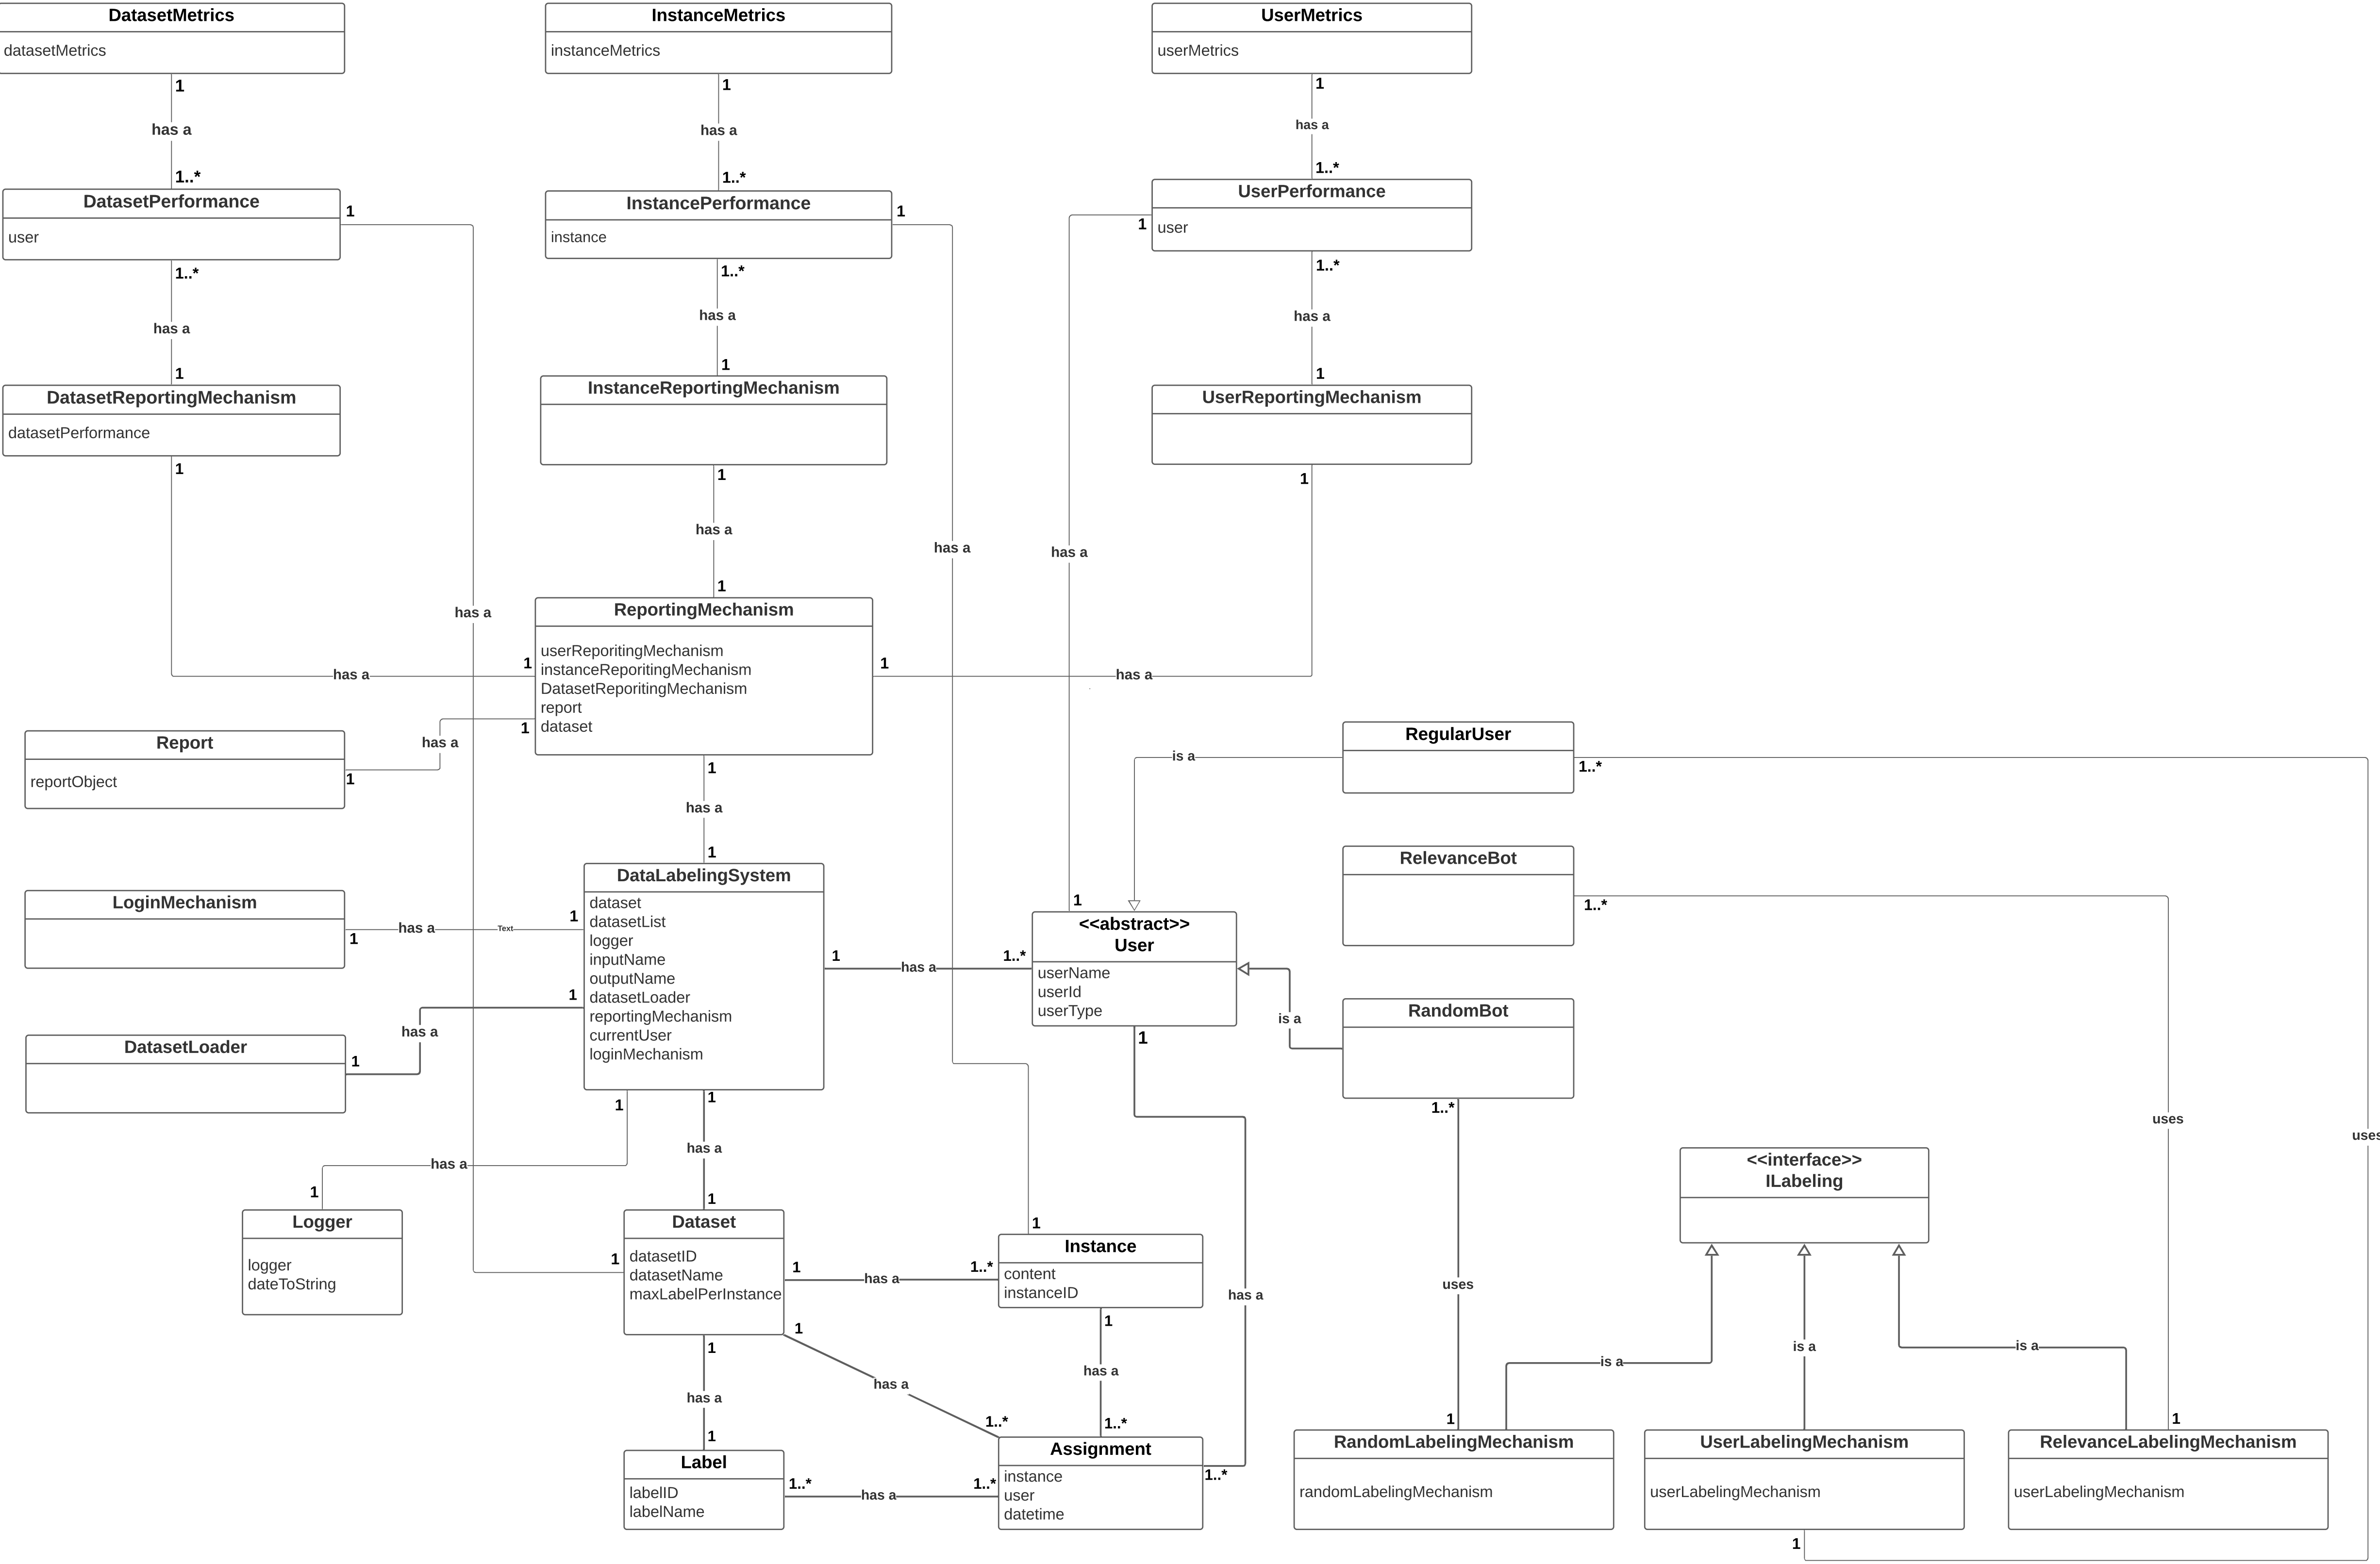 DatasetMetrics
datasetMetrics
InstanceMetrics
instanceMetrics
UserMetrics
userMetrics
1
has a
1..*
1
has a
1..*
1
has a
1..*
DatasetPerformance
user
1
InstancePerformance
instance
1
UserPerformance
user
1
1..*
has a
1
1..*
has a
1
1..*
has a
1
DatasetReportingMechanism
datasetPerformance
1
InstanceReportingMechanism
1
UserReportingMechanism
1
has a
1
has a
has a
has a
ReportingMechanism
userReporitingMechanism
instanceReporitingMechanism
DatasetReporitingMechanism
report
dataset
1
has a
1
has a
1
has a
1
Report
reportObject
1
has a
1
RegularUser
is a
1..*
RelevanceBot
1..*
LoginMechanism
1
has a
Text
1
DataLabelingSystem
dataset
datasetList
logger
inputName
outputName
datasetLoader
reportingMechanism
currentUser
loginMechanism
1
has a
1..*
1
<<abstract>>
User
userName
userId
userType
is a
RandomBot
1..*
DatasetLoader
1
has a
1
1
has a
1
Logger
logger
dateToString
1
has a
1
1
Dataset
datasetID
datasetName
maxLabelPerInstance
1
has a
1..*
1
Instance
content
instanceID
1
has a
1..*
1
has a
1..*
uses
uses
uses
<<interface>>
ILabeling
is a
is a
is a
1
has a
1..*
1
has a
1
Label
labelID
labelName
1..*
has a
1..*
Assignment
instance
user
datetime
1
RandomLabelingMechanism
randomLabelingMechanism
UserLabelingMechanism
userLabelingMechanism
1
1
RelevanceLabelingMechanism
userLabelingMechanism